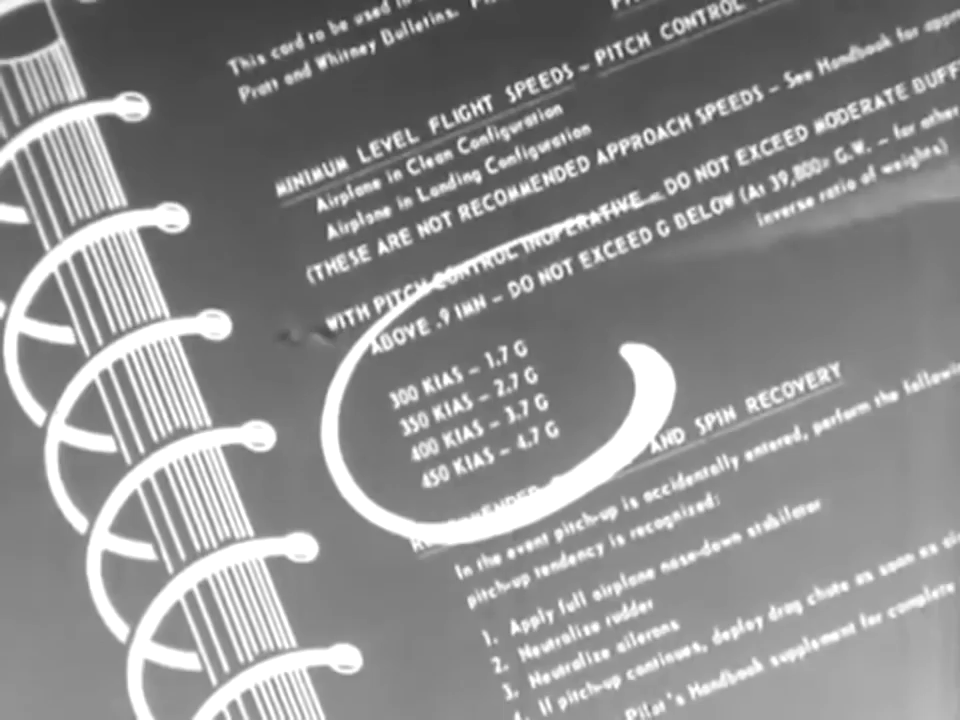 This card to be used in
Pratt and Whitney Bulletins.
MINIMUM LEVEL FLIGHT SPEEDS - PITCH CONTROL
Airplane in Clean Configuration
Airplane in Landing Configuration
(THESE ARE NOT RECOMMENDED APPROACH SPEEDS - See Handbook for
WITH PITCH CONTROL INOPERATIVE - DO NOT EXCEED MODERATE BUFF
ABOVE .9 IMN - DO NOT EXCEED G BELOW (At 39,800# G.W. - for other
inverse ratio of weights)
300 KIAS - 1.7 G
350 KIAS - 2.7 G
400 KIAS - 3.7 G
450 KIAS - 4.7 G
AND SPIN RECOVERY
In the event pitch-up is accidentally entered, perform the followin
pitch-up tendency is recognized:
1. Apply full airplane nose-down stabilator
2. Neutralize rudder
3. Neutralize ailerons
4. If pitch-up continues, deploy drag chute as soon as
Pilot's Handbook supplement for complete